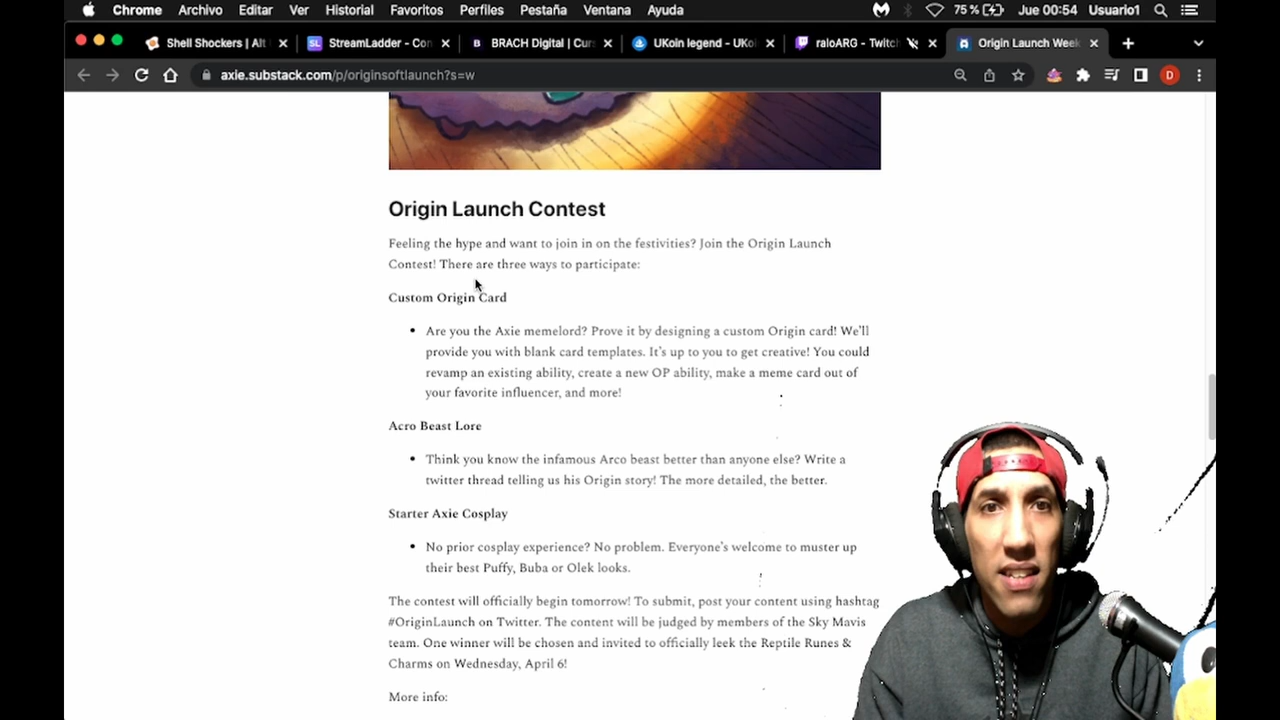 Chrome Archivo Editar Ver Historial Favoritos Perfiles Pestaña Ventana Ayuda 75 % Jue 00:54 Usuario1
Shell Shockers | Alt StreamLadder - Con BRACH Digital | Cur UKoin legend - UKo raloARG - Twitch Origin Launch Week
axie.substack.com/p/originsoftlaunch?s=w D
Origin Launch Contest
Feeling the hype and want to join in on the festivities? Join the Origin Launch
Contest! There are three ways to participate:
Custom Origin Card
• Are you the Axie memelord? Prove it by designing a custom Origin card! We'll
provide you with blank card templates. It's up to you to get creative! You could
revamp an existing ability, create a new OP ability, make a meme card out of
your favorite influencer, and more!
Acro Beast Lore
• Think you know the infamous Arco beast better than anyone else? Write a
twitter thread telling us his Origin story! The more detailed, the better.
Starter Axie Cosplay
• No prior cosplay experience? No problem. Everyone's welcome to muster up
their best Puffy, Buba or Olek looks.
The contest will officially begin tomorrow! To submit, post your content using hashtag
#OriginLaunch on Twitter. The content will be judged by members of the Sky Mavis
team. One winner will be chosen and invited to officially leek the Reptile Runes &
Charms on Wednesday, April 6!
More info: